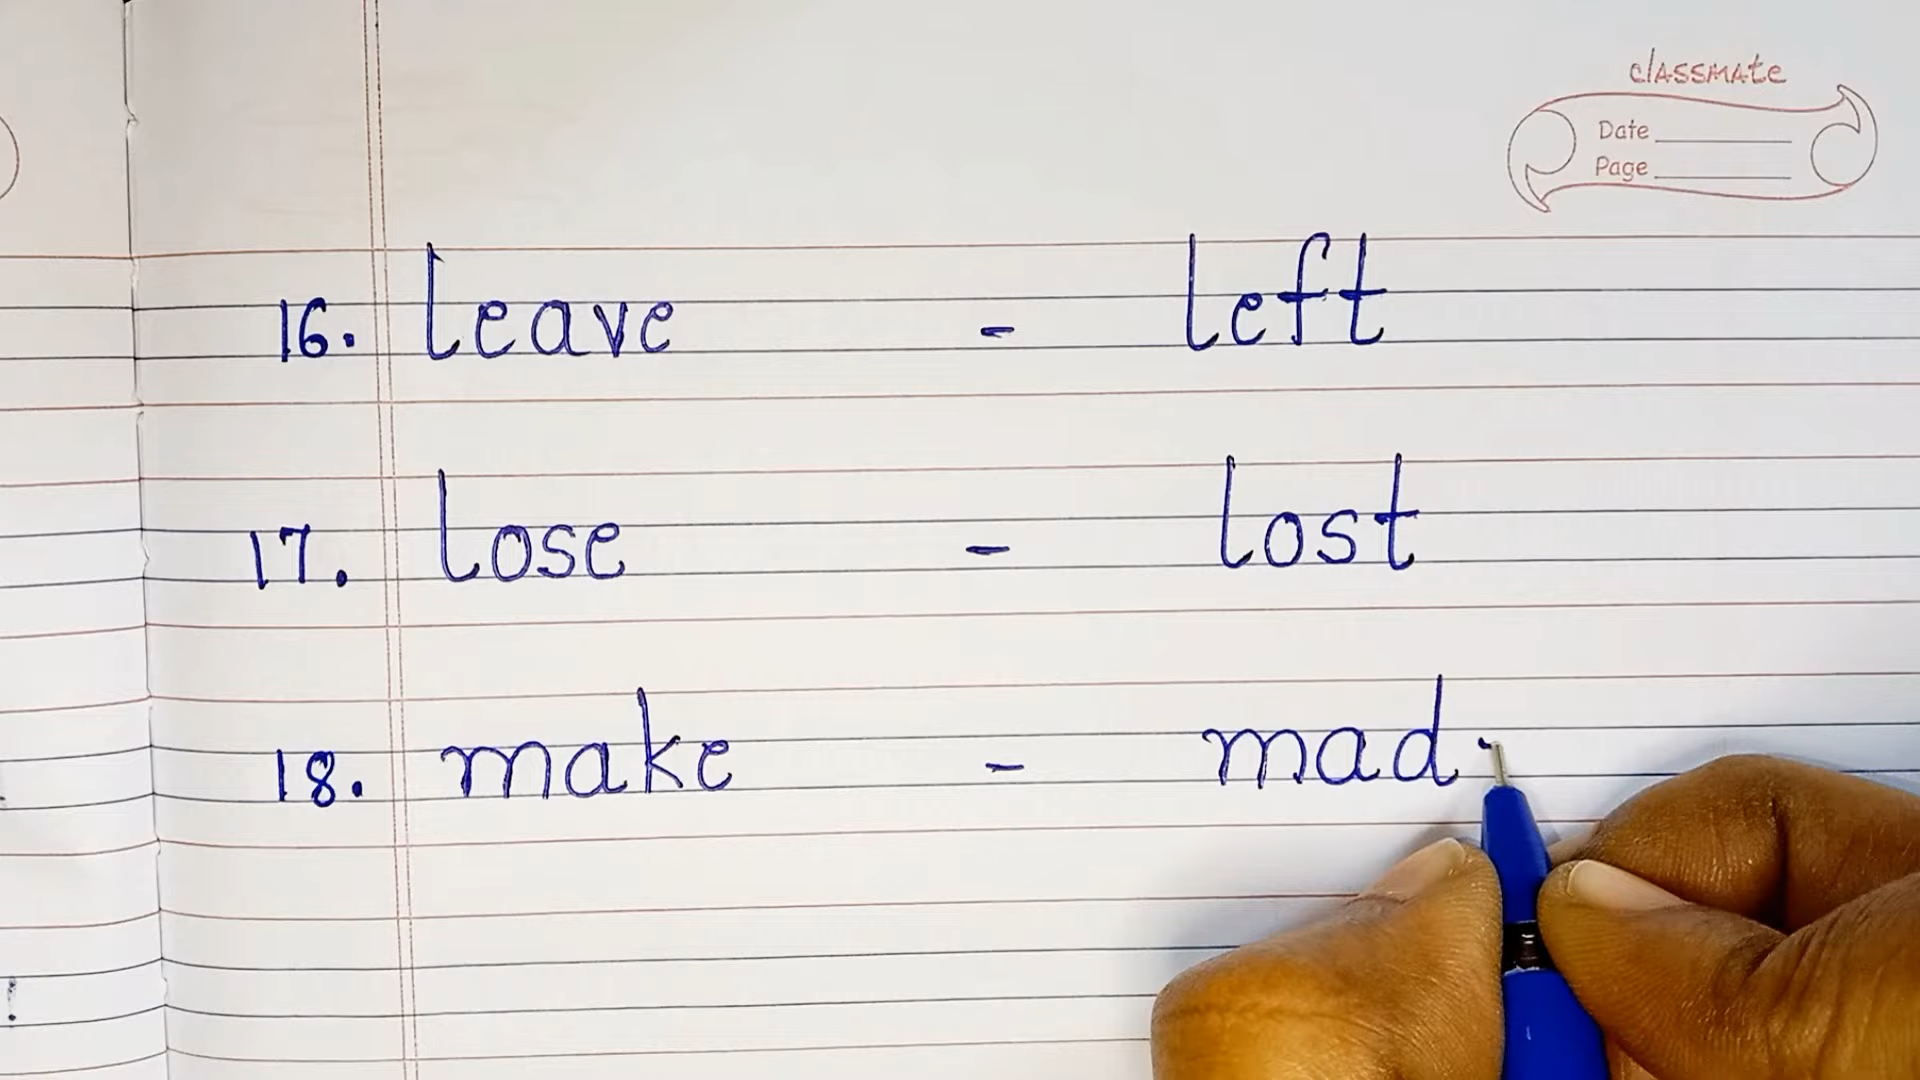 classmate
Date
Page
16. leave - left
17. lose - lost
18. make - mad